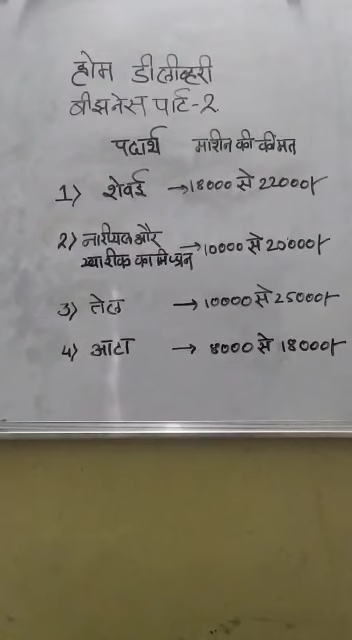 होम डीलीव्हरी
बीझनेस पार्ट-2
पदार्थ मशिन की कीमत
1) शेवई → 18000 से 22000/-
2) नारीयल और → 10000 से 20000/-
खारीक का मिश्रन
3) तेल → 10000 से 25000/-
4) आटा → 8000 से 18000/-